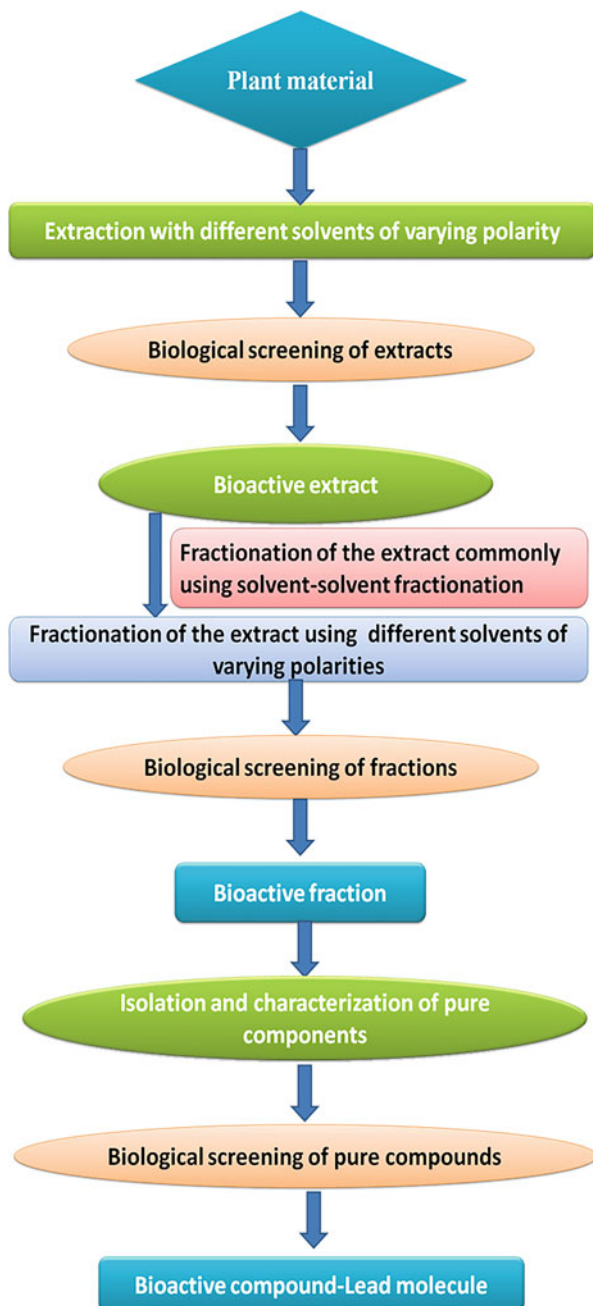 Plant material
Extraction with different solvents of varying polarity
Biological screening of extracts
Bioactive extract
Fractionation of the extract commonly
using solvent-solvent fractionation
Fractionation of the extract using different solvents of
varying polarities
Biological screening of fractions
Bioactive fraction
Isolation and characterization of pure
components
Biological screening of pure compounds
Bioactive compound-Lead molecule